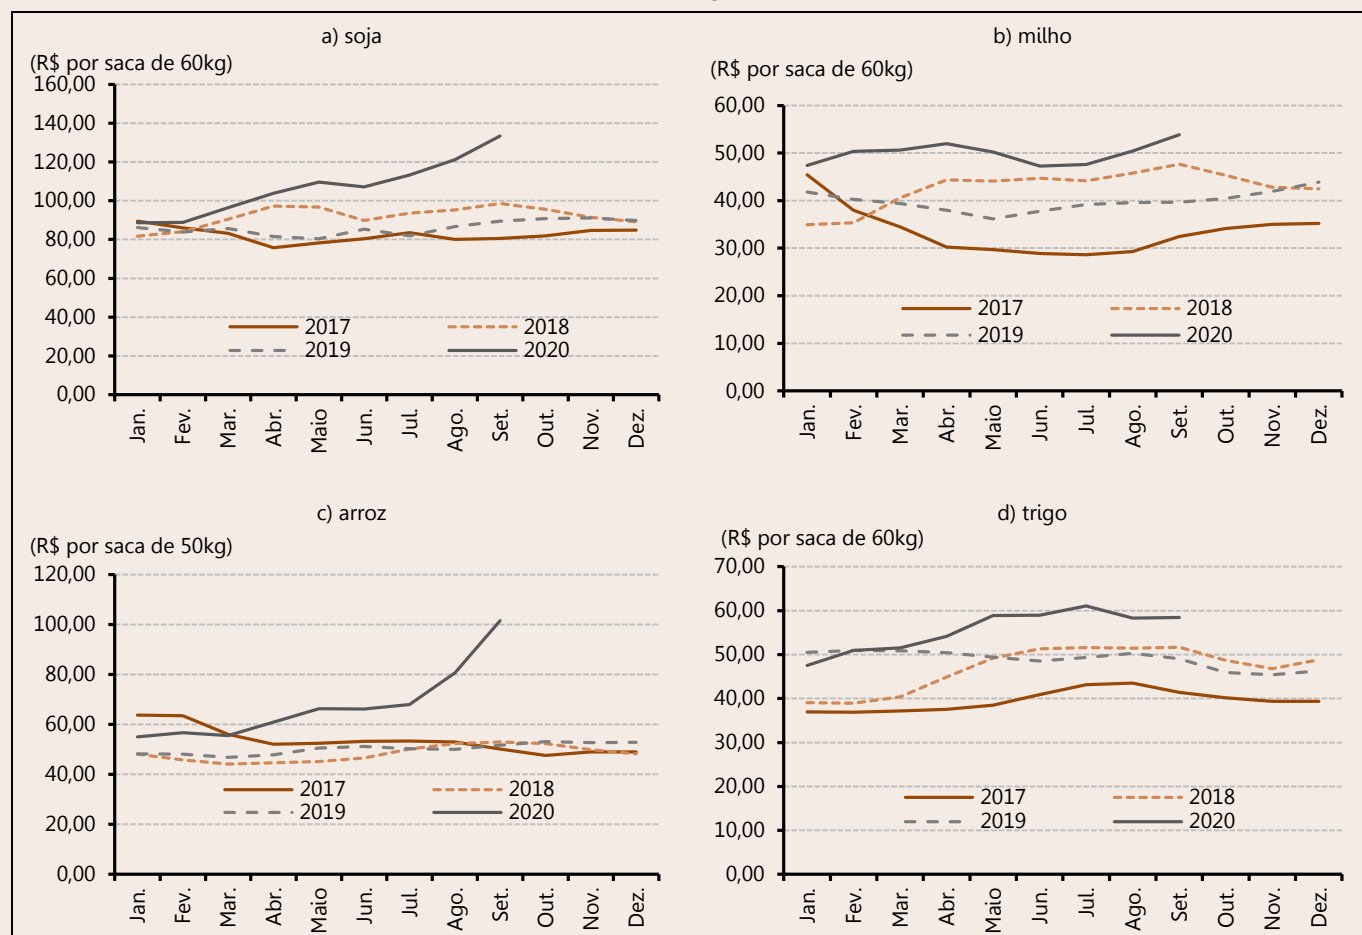 a) soja
(R$ por saca de 60kg)
160,00
140,00
120,00
100,00
80,00
60,00
40,00
20,00
0,00
2017
2018
2019
2020
Jan.
Fev.
Mar.
Abr.
Maio
Jun.
Jul.
Ago.
Set.
Out.
Nov.
Dez.
b) milho
(R$ por saca de 60kg)
60,00
50,00
40,00
30,00
20,00
10,00
0,00
2017
2018
2019
2020
Jan.
Fev.
Mar.
Abr.
Maio
Jun.
Jul.
Ago.
Set.
Out.
Nov.
Dez.
c) arroz
(R$ por saca de 50kg)
120,00
100,00
80,00
60,00
40,00
20,00
0,00
2017
2018
2019
2020
Jan.
Fev.
Mar.
Abr.
Maio
Jun.
Jul.
Ago.
Set.
Out.
Nov.
Dez.
d) trigo
(R$ por saca de 60kg)
70,00
60,00
50,00
40,00
30,00
20,00
10,00
0,00
2017
2018
2019
2020
Jan.
Fev.
Mar.
Abr.
Maio
Jun.
Jul.
Ago.
Set.
Out.
Nov.
Dez.